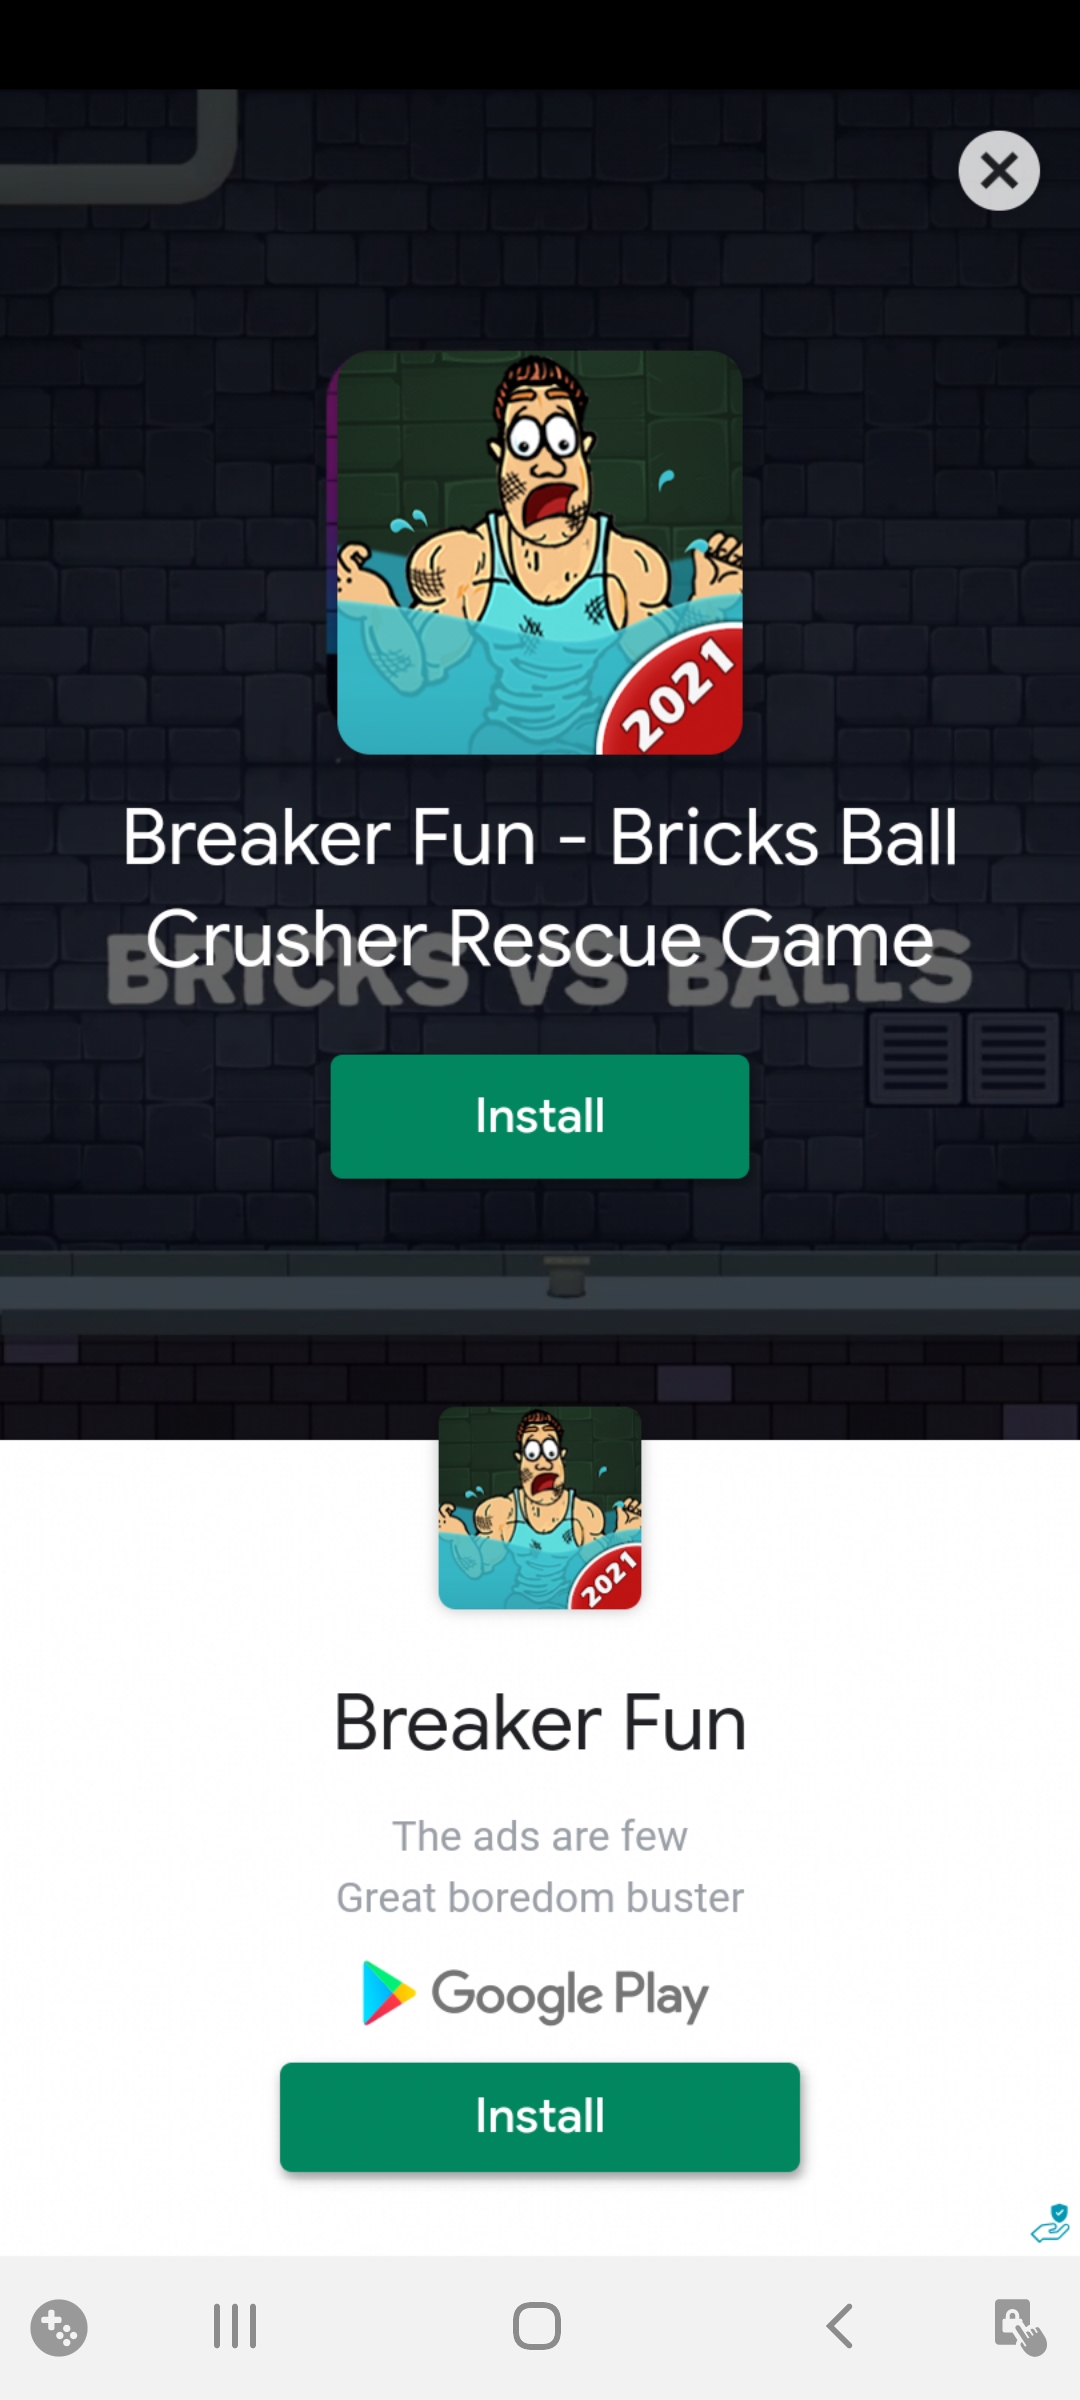 2021
Breaker Fun - Bricks Ball
Crusher Rescue Game
BRICKS VS BALLS
Install
2021
Breaker Fun
The ads are few
Great boredom buster
Google Play
Install